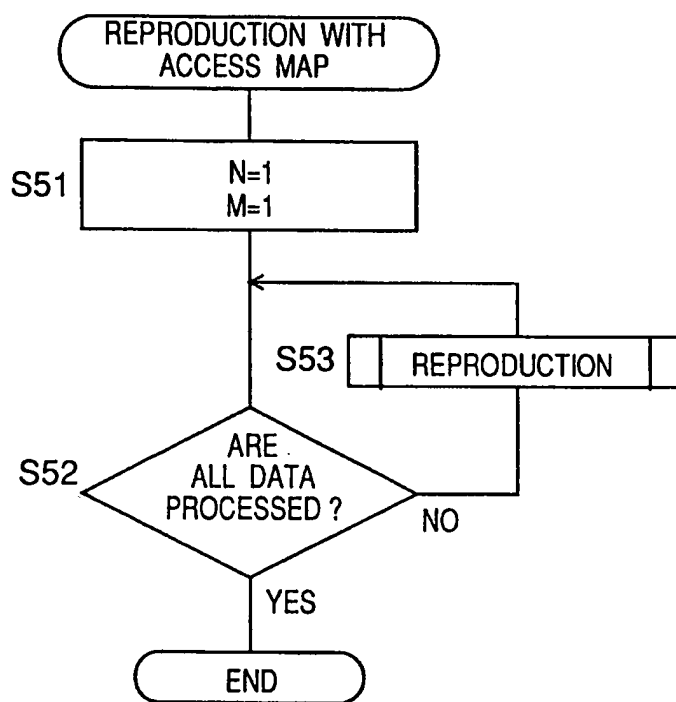 REPRODUCTION WITH
ACCESS MAP
S51
N=1
M=1
S53
REPRODUCTION
S52
ARE
ALL DATA
PROCESSED ?
NO
YES
END